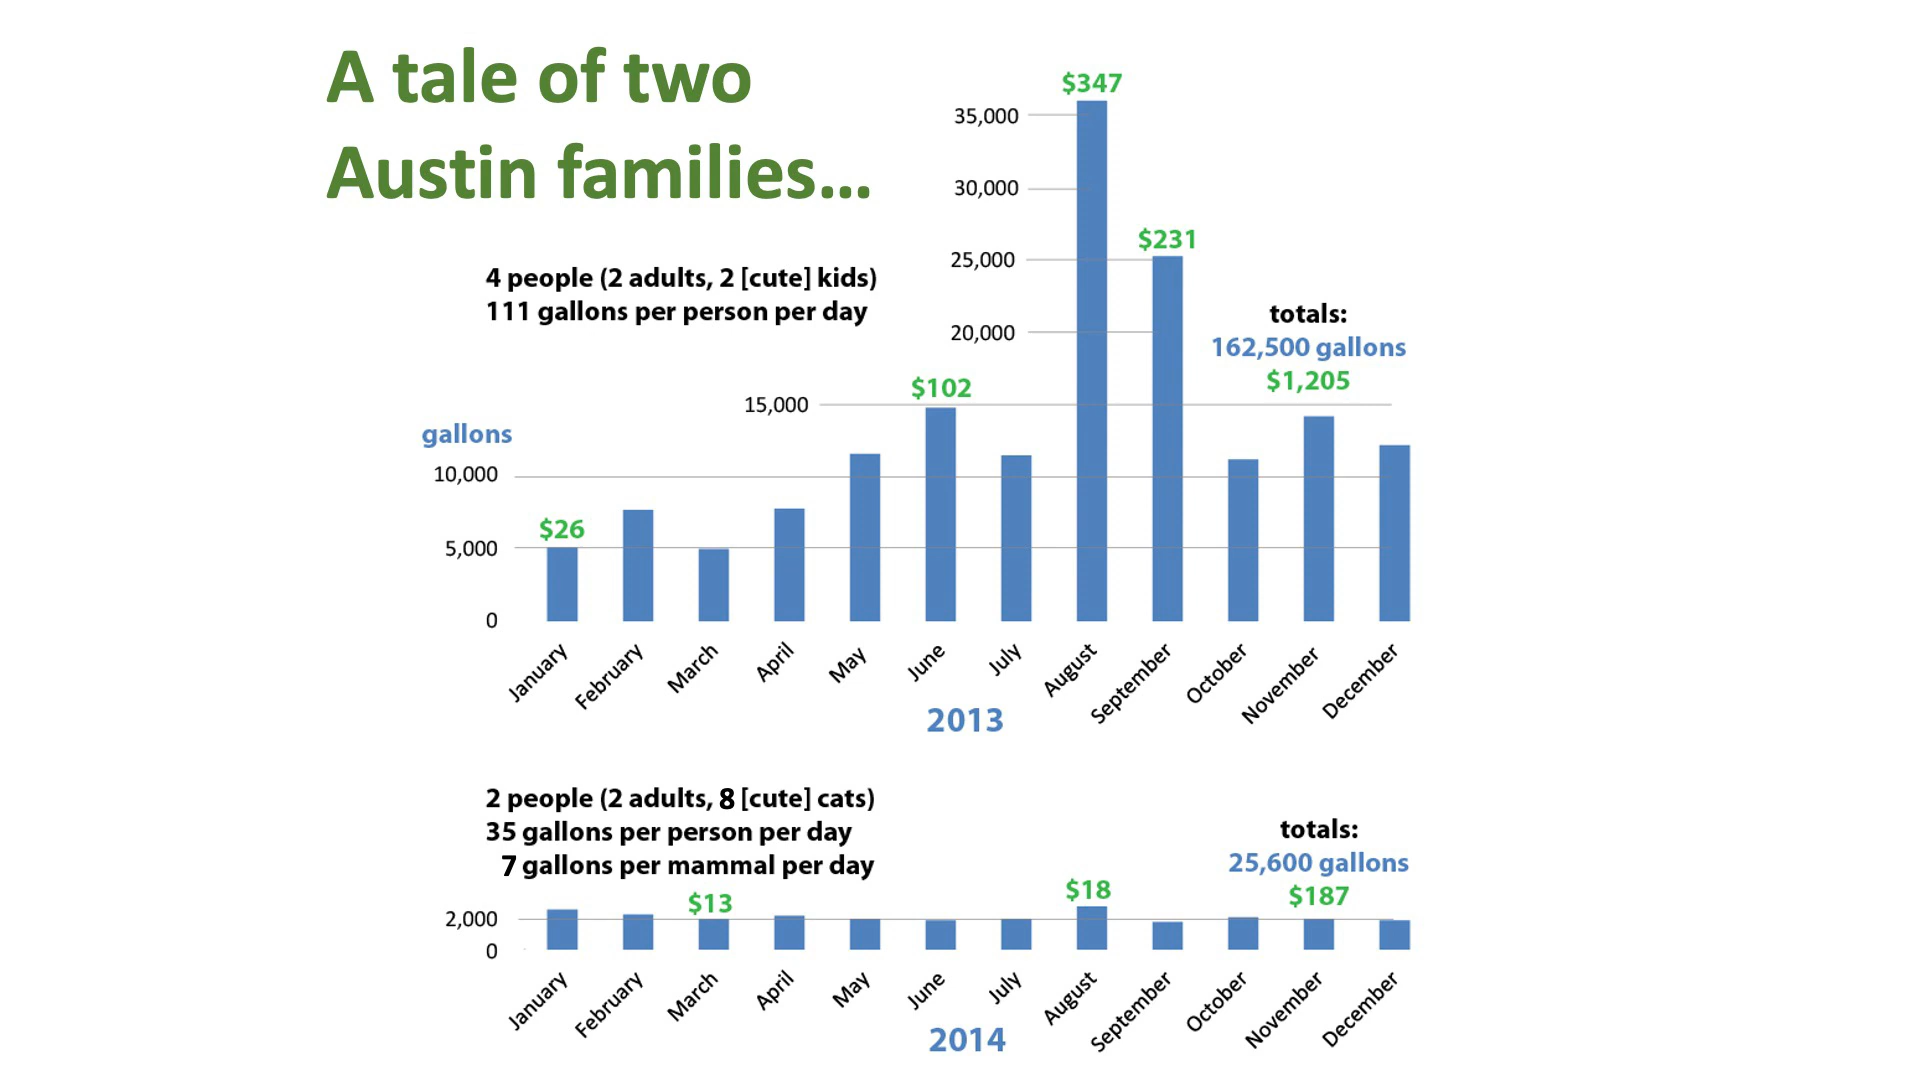 A tale of two
Austin families...
4 people (2 adults, 2 [cute] kids)
111 gallons per person per day
gallons
35,000
30,000
25,000
20,000
15,000
10,000
5,000
0
$26
$102
$347
$231
totals:
162,500 gallons
$1,205
January
February
March
April
May
June
July
August
September
October
November
December
2013
2 people (2 adults, 8 [cute] cats)
35 gallons per person per day
7 gallons per mammal per day
totals:
25,600 gallons
$187
$13
$18
2,000
0
January
February
March
April
May
June
July
August
September
October
November
December
2014